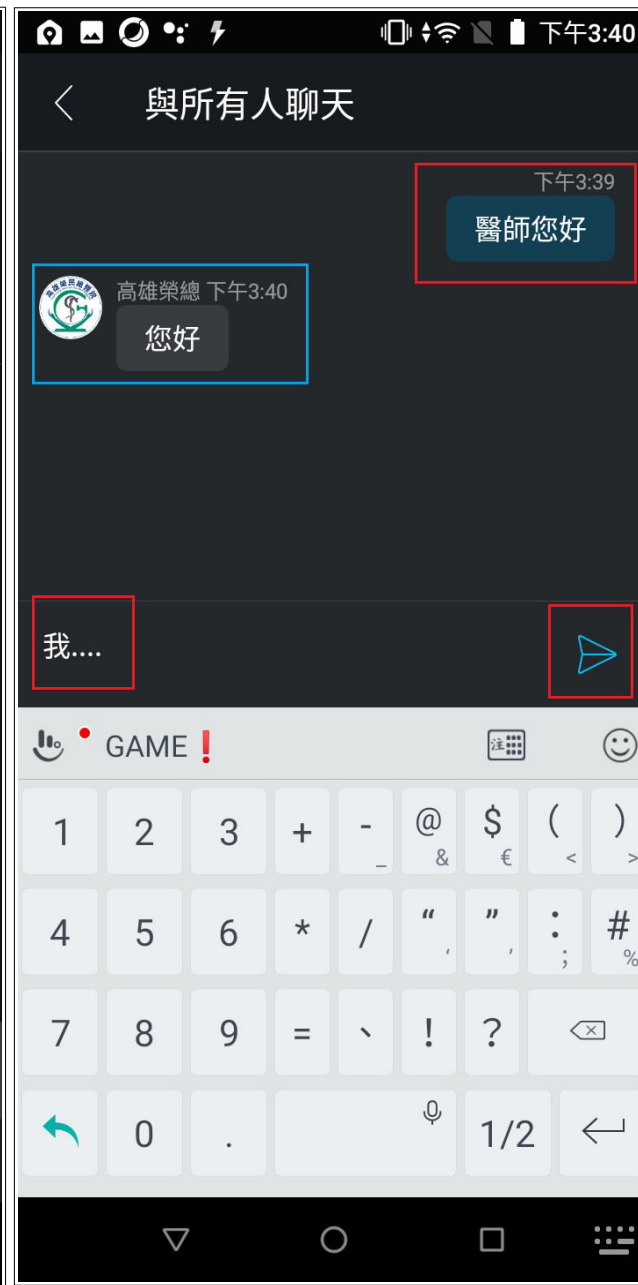 下午3:40
與所有人聊天
下午3:39
醫師您好
高雄榮總 下午3:40
您好
我....
GAME❗
注
1 2 3 + - _ @ & $ € ( < ) >
4 5 6 * / “ ‘ ” ’ : ; # %
7 8 9 = 、 ! ?
0 . 1/2